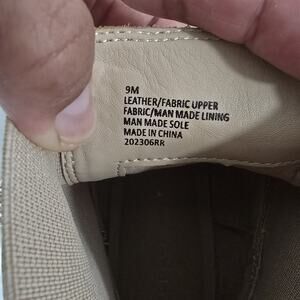 9M
LEATHER/FABRIC UPPER
FABRIC/MAN MADE LINING
MAN MADE SOLE
MADE IN CHINA
202306RR